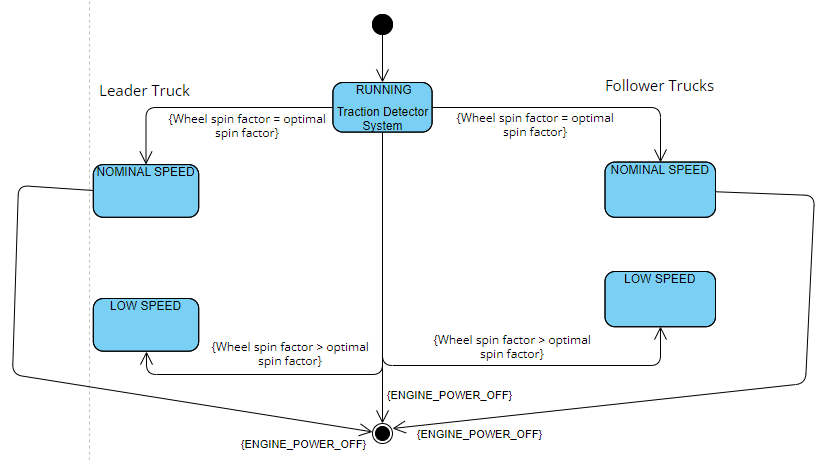 Leader Truck
RUNNING
Traction Detector
System
Follower Trucks
{Wheel spin factor = optimal
spin factor}
{Wheel spin factor = optimal
spin factor}
NOMINAL SPEED
NOMINAL SPEED
LOW SPEED
LOW SPEED
{Wheel spin factor > optimal
spin factor}
{Wheel spin factor > optimal
spin factor}
{ENGINE_POWER_OFF}
{ENGINE_POWER_OFF}
{ENGINE_POWER_OFF}